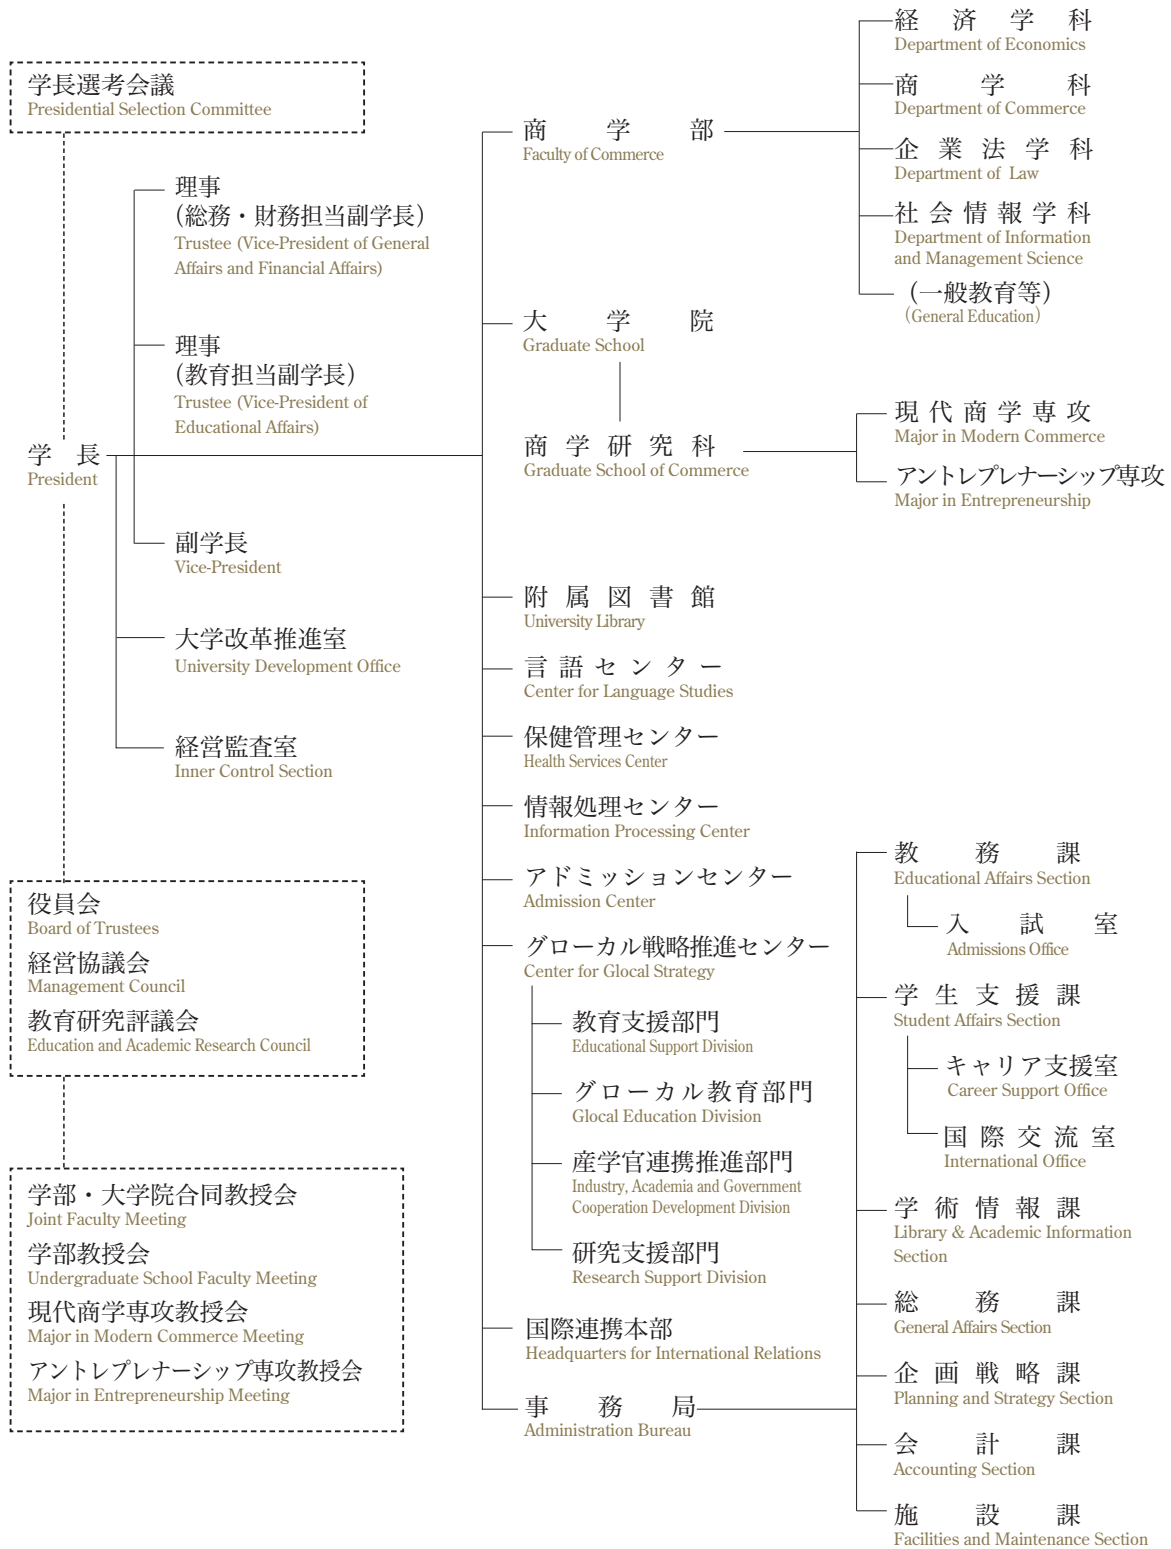 学長選考会議
Presidential Selection Committee
理事
(総務・財務担当副学長)
Trustee (Vice-President of General
Affairs and Financial Affairs)
理事
(教育担当副学長)
Trustee (Vice-President of
Educational Affairs)
学長
President
副学長
Vice-President
大学改革推進室
University Development Office
経営監査室
Inner Control Section
役員会
Board of Trustees
経営協議会
Management Council
教育研究評議会
Education and Academic Research Council
学部・大学院合同教授会
Joint Faculty Meeting
学部教授会
Undergraduate School Faculty Meeting
現代商学専攻教授会
Major in Modern Commerce Meeting
アントレプレナーシップ専攻教授会
Major in Entrepreneurship Meeting
商学部
Faculty of Commerce
経済学科
Department of Economics
商学科
Department of Commerce
企業法学科
Department of Law
社会情報学科
Department of Information
and Management Science
(一般教育等)
(General Education)
大学院
Graduate School
商学研究科
Graduate School of Commerce
現代商学専攻
Major in Modern Commerce
アントレプレナーシップ専攻
Major in Entrepreneurship
附属図書館
University Library
言語センター
Center for Language Studies
保健管理センター
Health Services Center
情報処理センター
Information Processing Center
アドミッションセンター
Admission Center
グローカル戦略推進センター
Center for Glocal Strategy
教育支援部門
Educational Support Division
グローカル教育部門
Glocal Education Division
産学官連携推進部門
Industry, Academia and Government
Cooperation Development Division
研究支援部門
Research Support Division
国際連携本部
Headquarters for International Relations
事務局
Administration Bureau
教務課
Educational Affairs Section
入試室
Admissions Office
学生支援課
Student Affairs Section
キャリア支援室
Career Support Office
国際交流室
International Office
学術情報課
Library & Academic Information
Section
総務課
General Affairs Section
企画戦略課
Planning and Strategy Section
会計課
Accounting Section
施設課
Facilities and Maintenance Section